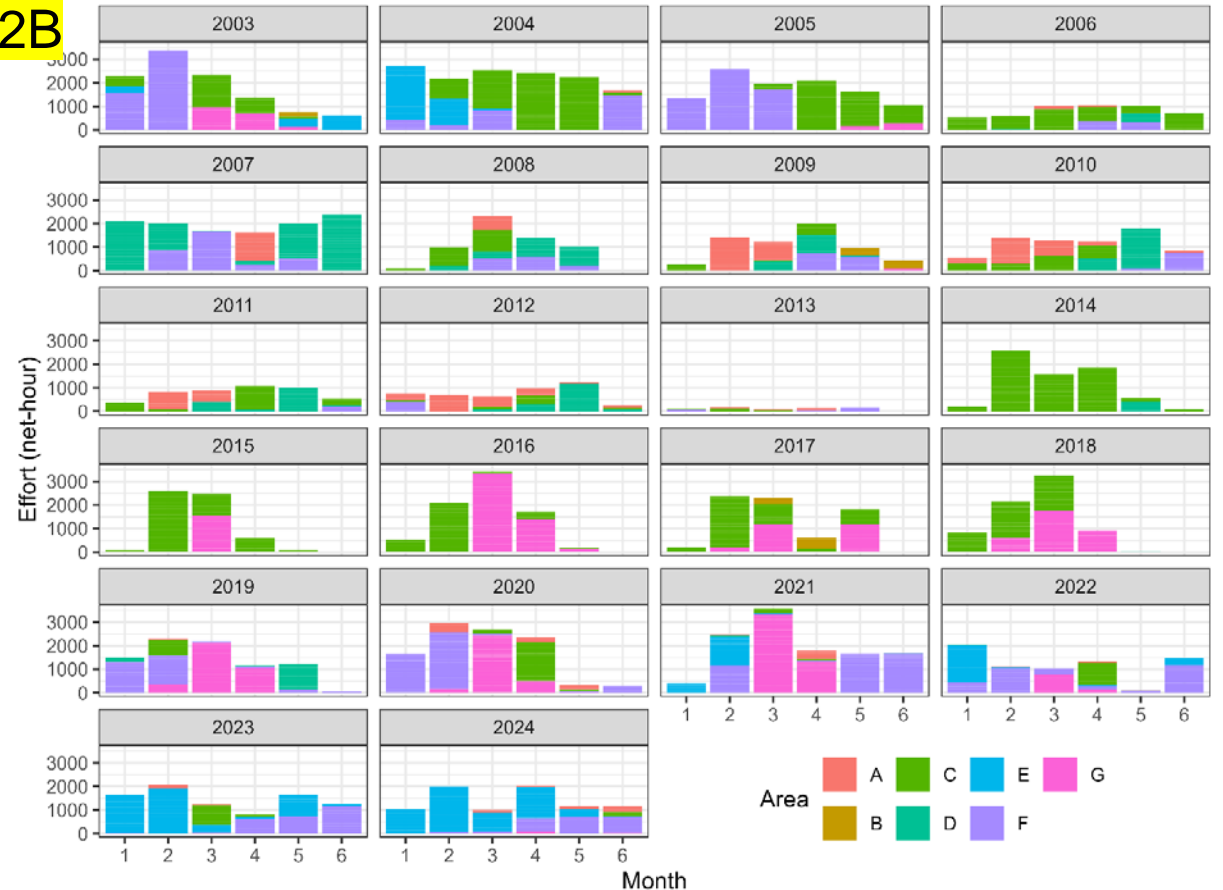 2B
2003 2004 2005 2006
3000
2000
1000
0
2007 2008 2009 2010
3000
2000
1000
0
2011 2012 2013 2014
3000
2000
1000
0
2015 2016 2017 2018
3000
2000
1000
0
2019 2020 2021 2022
3000
2000
1000
0
1 2 3 4 5 6 1 2 3 4 5 6
2023 2024
3000
2000
1000
0
1 2 3 4 5 6 1 2 3 4 5 6
Effort (net-hour)
Month
Area
A C E G
B D F